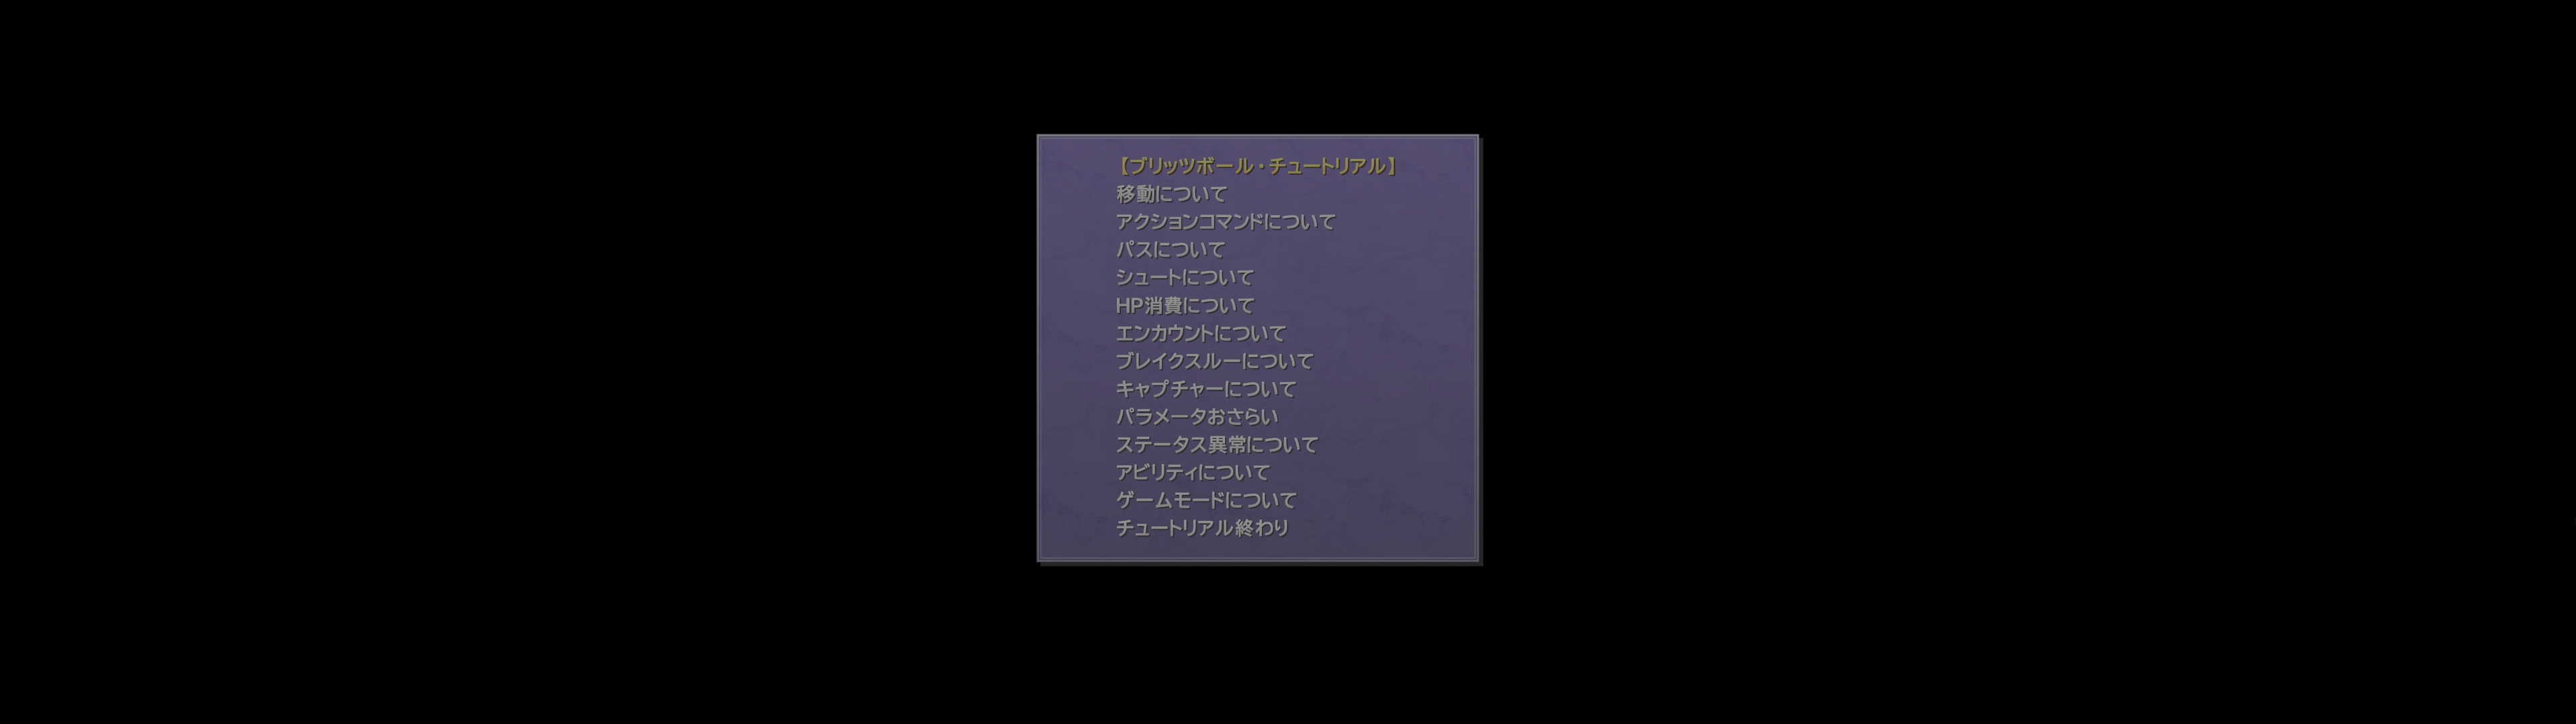 【ブリッツボール・チュートリアル】
移動について
アクションコマンドについて
パスについて
シュートについて
HP消費について
エンカウントについて
ブレイクスルーについて
キャプチャーについて
パラメータおさらい
ステータス異常について
アビリティについて
ゲームモードについて
チュートリアル終わり